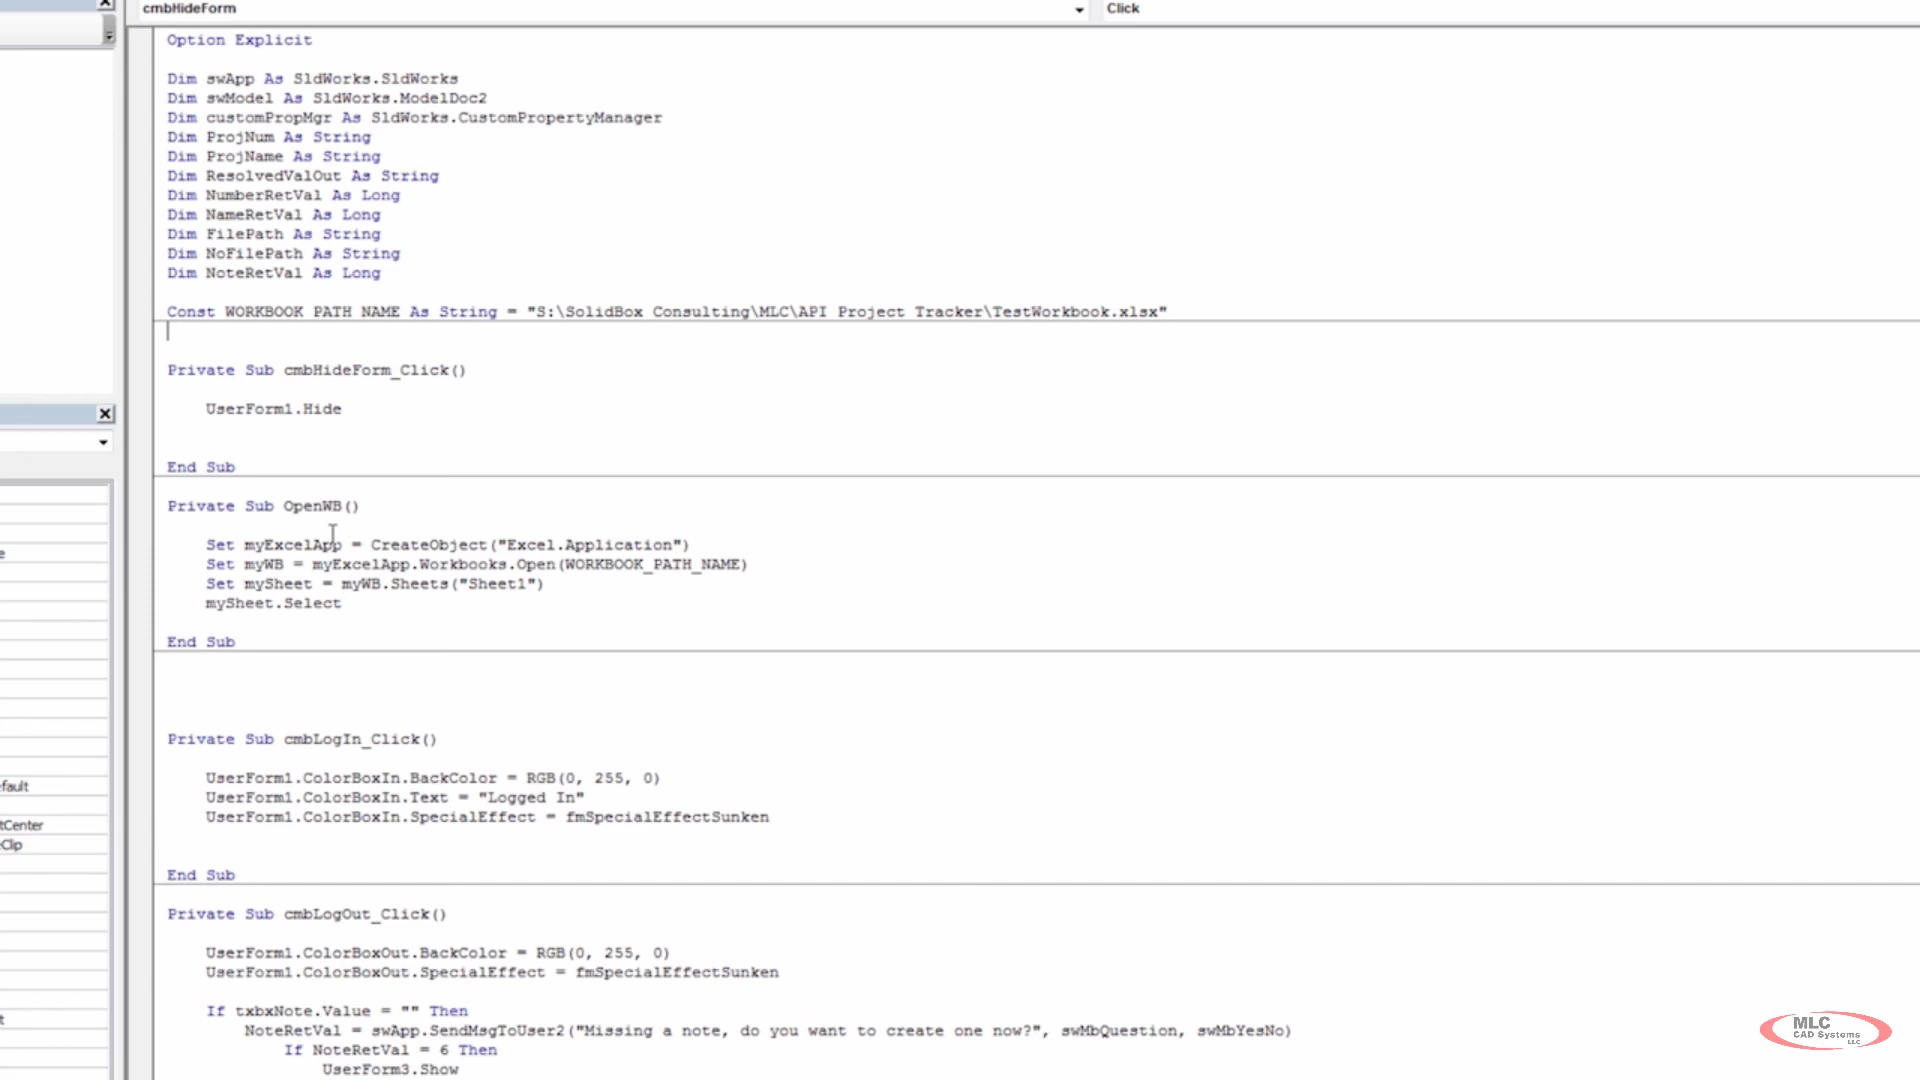 cmbHideForm
Click
Option Explicit
Dim swApp As SldWorks.SldWorks
Dim swModel As SldWorks.ModelDoc2
Dim customPropMgr As SldWorks.CustomPropertyManager
Dim ProjNum As String
Dim ProjName As String
Dim ResolvedValOut As String
Dim NumberRetVal As Long
Dim NameRetVal As Long
Dim FilePath As String
Dim NoFilePath As String
Dim NoteRetVal As Long
Const WORKBOOK_PATH_NAME As String = "S:\SolidBox Consulting\MLC\API Project Tracker\TestWorkbook.xlsx"
Private Sub cmbHideForm_Click()
UserForm1.Hide
End Sub
Private Sub OpenWB()
Set myExcelApp = CreateObject("Excel.Application")
Set myWB = myExcelApp.Workbooks.Open(WORKBOOK_PATH_NAME)
Set mySheet = myWB.Sheets("Sheet1")
mySheet.Select
End Sub
Private Sub cmbLogIn_Click()
UserForm1.ColorBoxIn.BackColor = RGB(0, 255, 0)
UserForm1.ColorBoxIn.Text = "Logged In"
UserForm1.ColorBoxIn.SpecialEffect = fmSpecialEffectSunken
End Sub
Private Sub cmbLogOut_Click()
UserForm1.ColorBoxOut.BackColor = RGB(0, 255, 0)
UserForm1.ColorBoxOut.SpecialEffect = fmSpecialEffectSunken
If txbxNote.Value = "" Then
NoteRetVal = swApp.SendMsgToUser2("Missing a note, do you want to create one now?", swMbQuestion, swMbYesNo)
If NoteRetVal = 6 Then
UserForm3.Show
e
efault
tCenter
eClip
t
MLC
CAD Systems
LLC